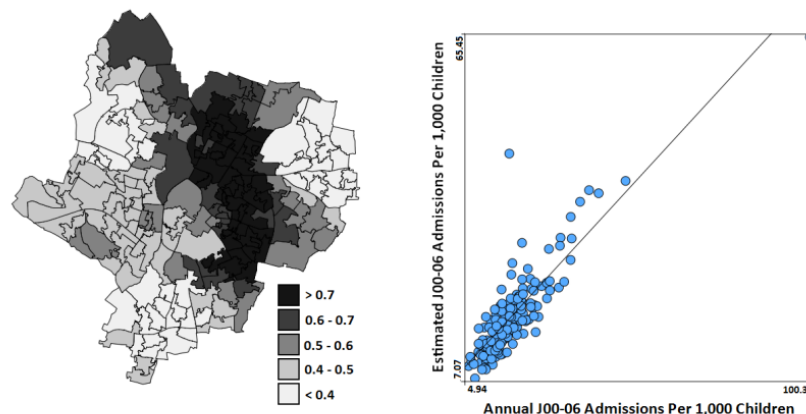 > 0.7
0.6 - 0.7
0.5 - 0.6
0.4 - 0.5
< 0.4
Estimated J00-06 Admissions Per 1,000 Children
65.45
7.07
4.94
100.3
Annual J00-06 Admissions Per 1.000 Children